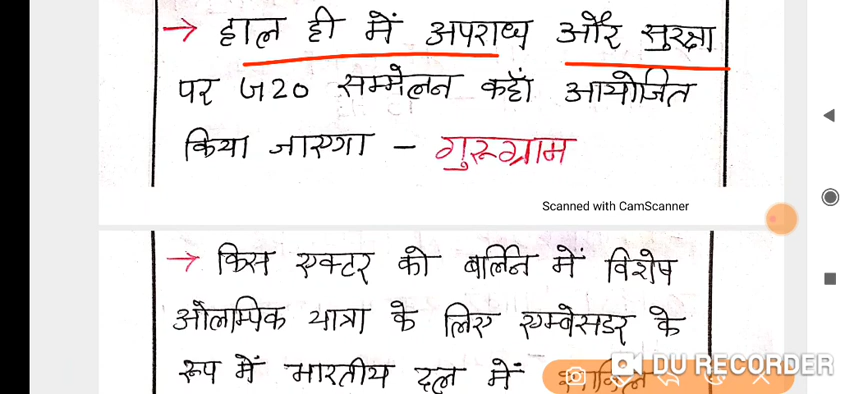 → हाल ही में अपराध और सुरक्षा
पर G20 सम्मेलन कहाँ आयोजित
किया जाएगा – गुरुग्राम
Scanned with CamScanner
→ किस एक्टर को बर्लिन में विशेष
ओलम्पिक यात्रा के लिए एम्बेसडर के
रूप में भारतीय दल में
DU RECORDER